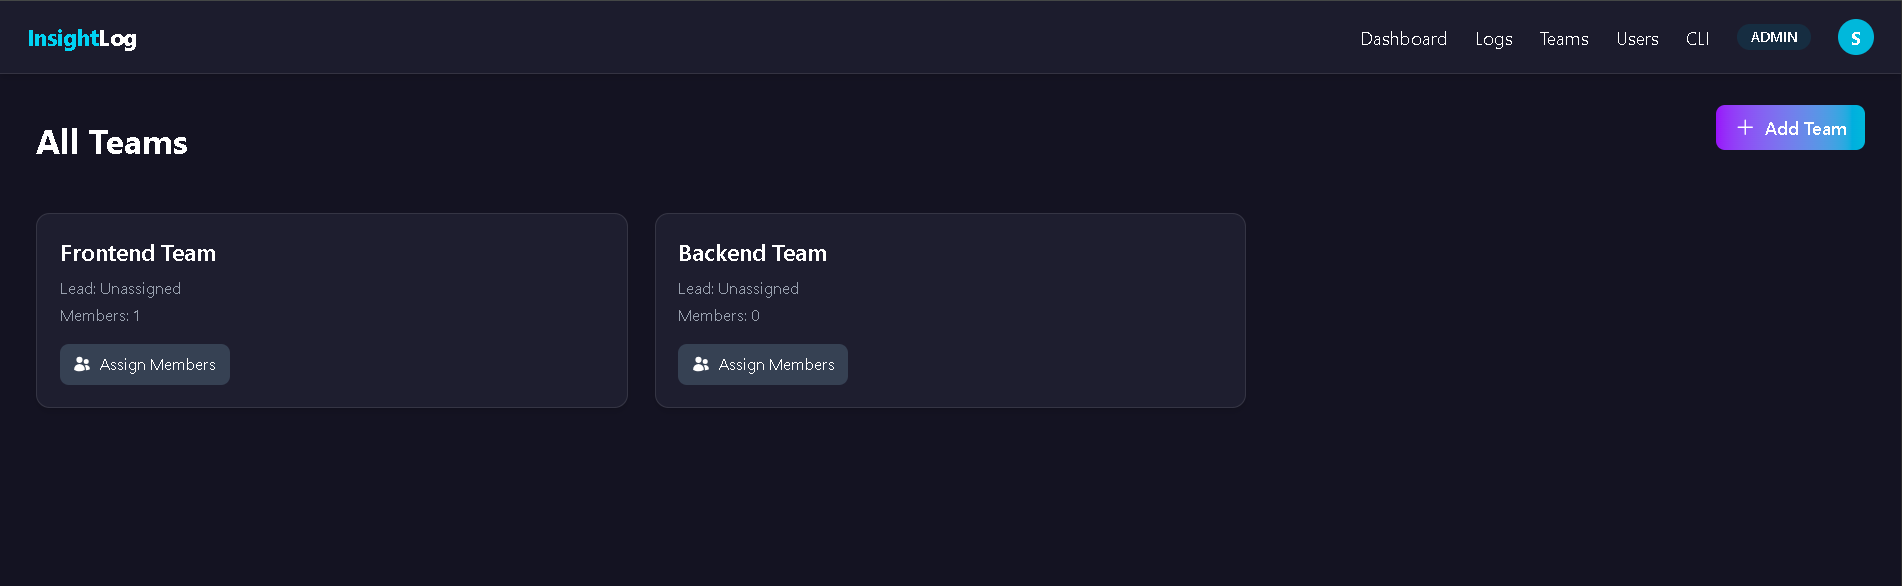 InsightLog
Dashboard Logs Teams Users CLI ADMIN S
All Teams
+ Add Team
Frontend Team
Lead: Unassigned
Members: 1
Assign Members
Backend Team
Lead: Unassigned
Members: 0
Assign Members